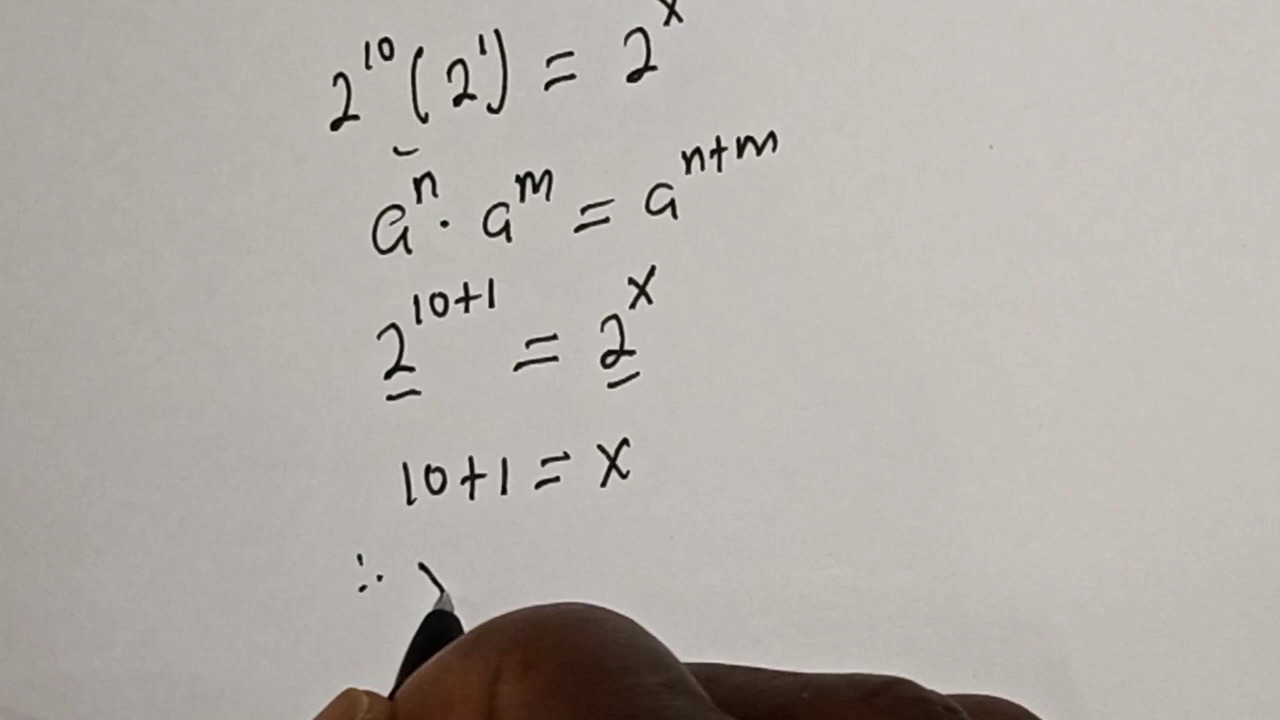 2^10 (2^1) = 2^x
a^n · a^m = a^(n+m)
2^(10+1) = 2^x
10+1 = x
∴